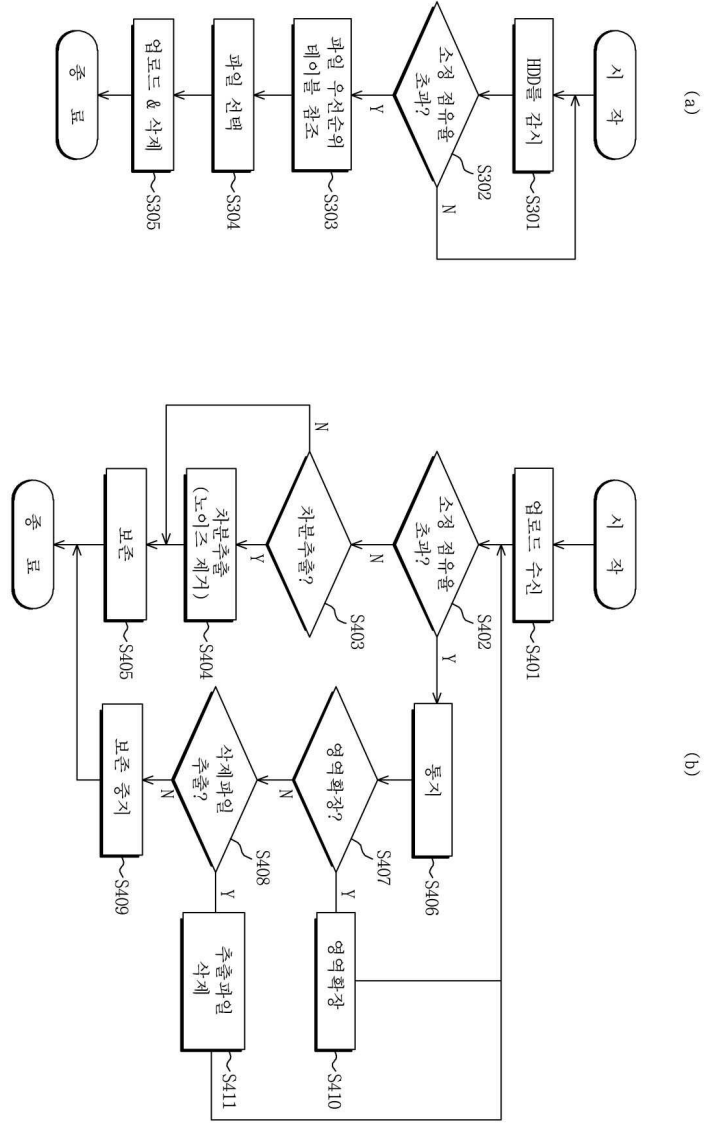 (a)
시 작
HDD를 감시
S301
소정 점유율
초과?
S302
N
Y
파일 우선순위
테이블 참조
S303
파일 선택
S304
업로드 & 삭제
S305
종 료
(b)
시 작
업로드 수신
S401
소정 점유율
초과?
S402
Y
N
차분추출?
S403
N
Y
차분추출
(노이즈 제거)
S404
보존
S405
종 료
통지
S406
영역확장?
S407
Y
N
영역확장
S410
삭제파일
추출?
S408
Y
N
추출파일
삭제
S411
보존 중지
S409